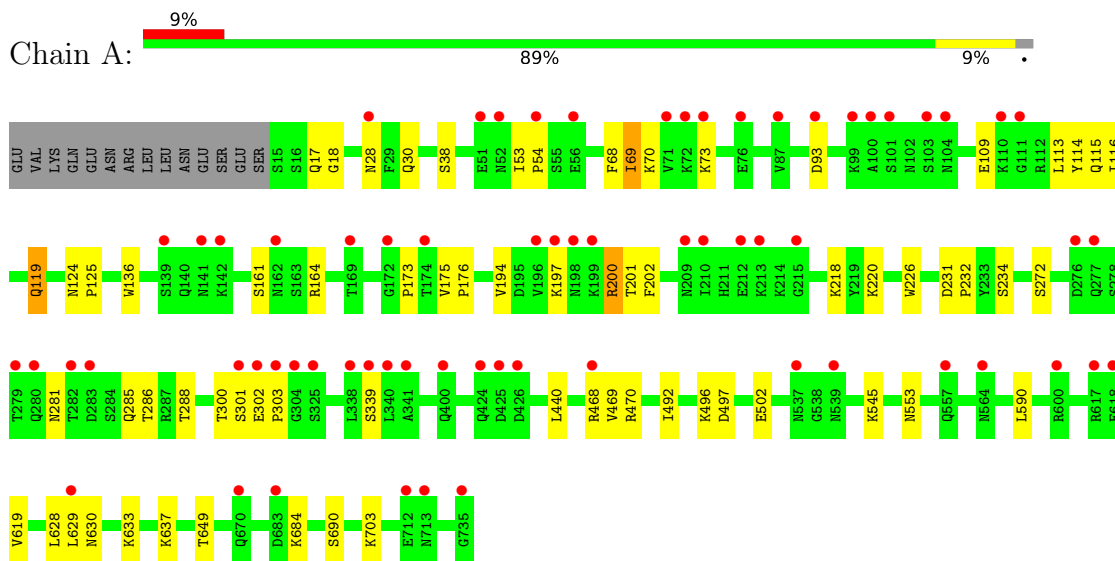 9%
Chain A:
89% 9% •
GLU VAL LYS GLN GLU ASN ARG LEU LEU ASN GLU SER GLU SER S15 S16 Q17 G18 N28 F29 Q30 S38 E51 N52 I53 P54 S55 E56 F68 I69 K70 V71 K72 K73 E76 V87 D93 K99 A100 S101 N102 S103 N104 E109 K110 G111 R112 L113 Y114 Q115 I116
Q119 N124 P125 W136 S139 Q140 N141 K142 S161 N162 S163 R164 T169 G172 P173 T174 V175 P176 V194 D195 V196 K197 N198 K199 R200 T201 F202 N209 I210 H211 E212 K213 K214 G215 K218 Y219 K220 W226 D231 P232 Y233 S234 S272 D276 Q277 S278
T279 Q280 N281 T282 D283 S284 Q285 T286 R287 T288 T300 S301 E302 P303 G304 S325 L338 S339 L340 A341 Q400 Q424 D425 D426 L440 R468 V469 R470 I492 K496 D497 E502 K545 N537 G538 N539 N553 Q557 N564 L590 R600 R617
V619 L628 L629 N630 K633 K637 T649 Q670 D683 K684 S690 K703 E712 N713 G735